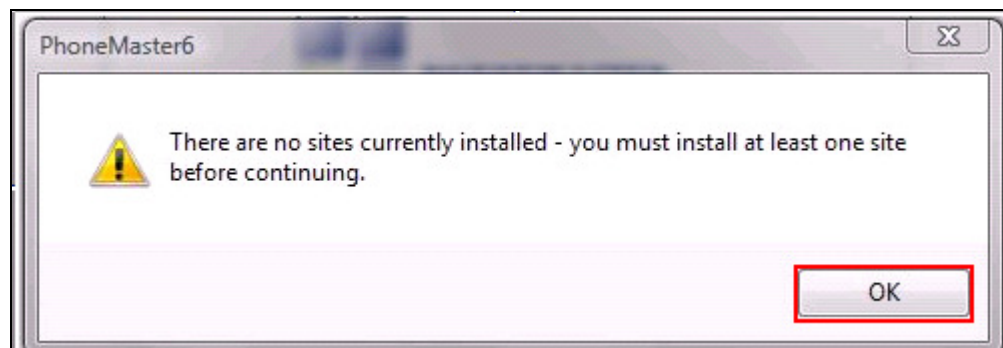 PhoneMaster6
There are no sites currently installed - you must install at least one site
before continuing.
OK